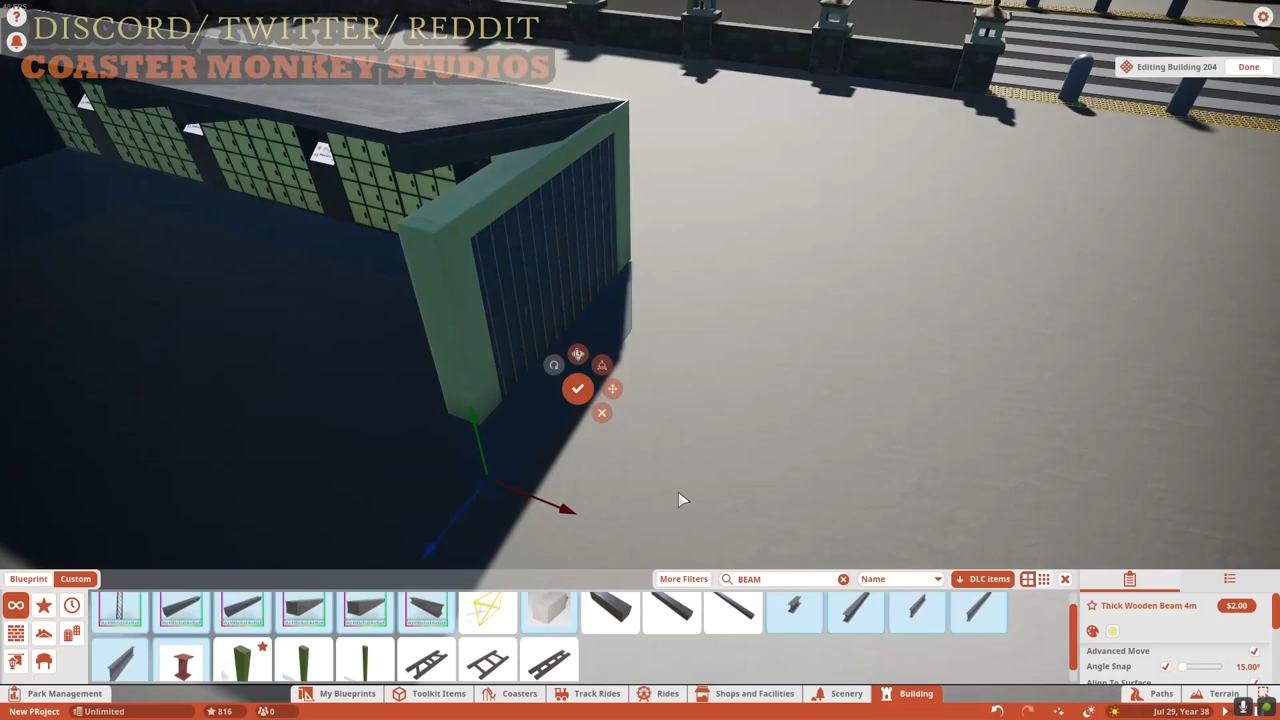 DISCORD/ TWITTER/ REDDIT
COASTER MONKEY STUDIOS
Editing Building 204
Done
Blueprint
Custom
More Filters
BEAM
Name
DLC items
Thick Wooden Beam 4m
$2.00
Advanced Move
Angle Snap
15.00°
Park Management
My Blueprints
Toolkit Items
Coasters
Track Rides
Rides
Shops and Facilities
Scenery
Building
Paths
Terrain
New PRoject
Unlimited
816
0
Jul 29, Year 38